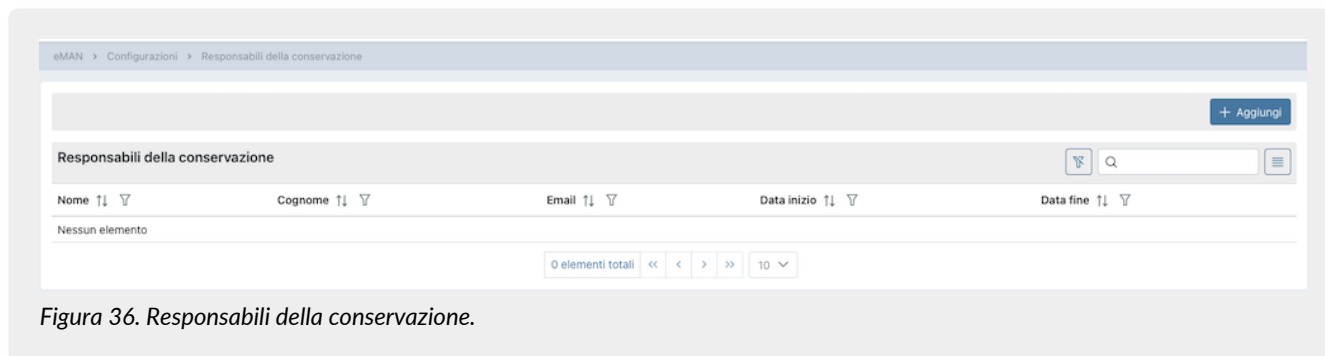 eMAN > Configurazioni > Responsabili della conservazione
+ Aggiungi
Responsabili della conservazione
Nome Cognome Email Data inizio Data fine
Nessun elemento
0 elementi totali << < > >> 10
Figura 36. Responsabili della conservazione.